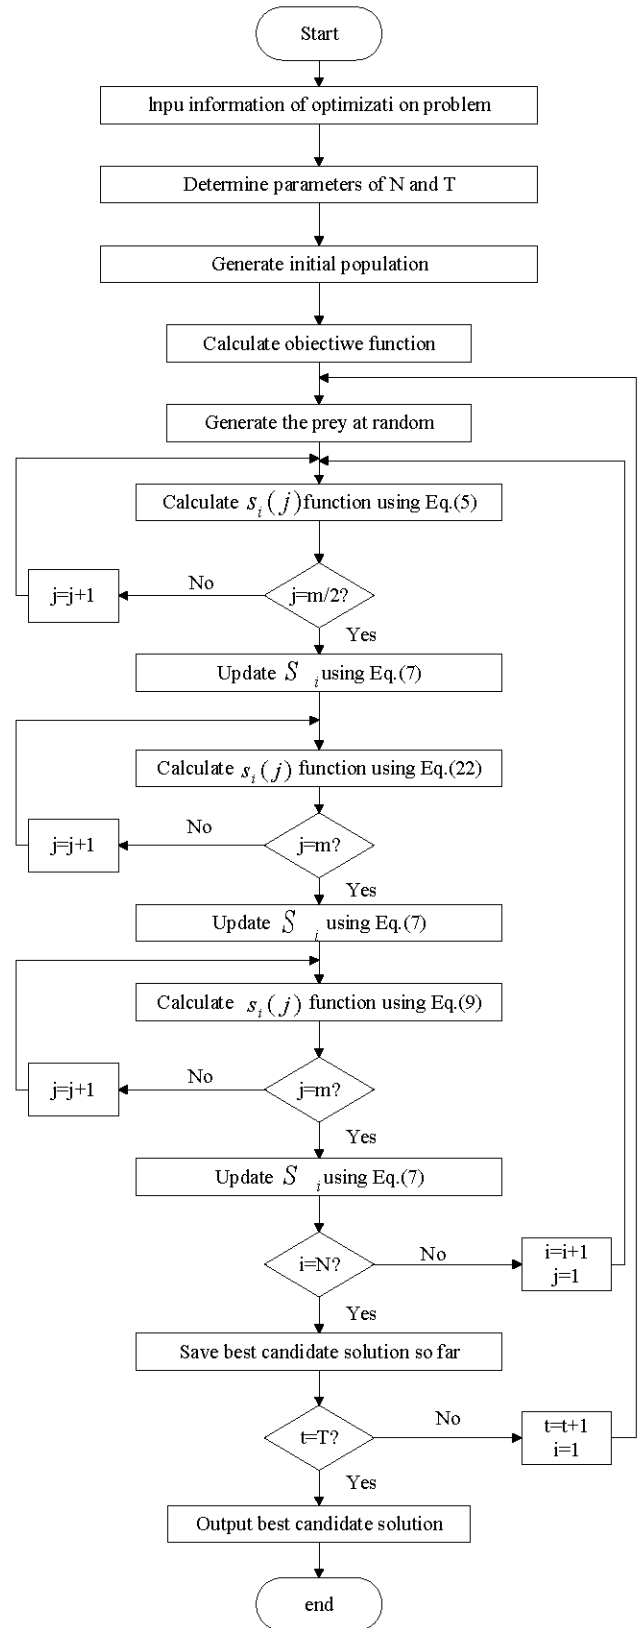 Start
Inpu information of optimizati on problem
Determine parameters of N and T
Generate initial population
Calculate obiectiwe function
Generate the prey at random
Calculate s_i(j)function using Eq.(5)
j=m/2?
No
j=j+1
Yes
Update S_i using Eq.(7)
Calculate s_i(j) function using Eq.(22)
j=m?
No
j=j+1
Yes
Update S_i using Eq.(7)
Calculate s_i(j) function using Eq.(9)
j=m?
No
j=j+1
Yes
Update S_i using Eq.(7)
i=N?
No
i=i+1
j=1
Yes
Save best candidate solution so far
t=T?
No
t=t+1
i=1
Yes
Output best candidate solution
end